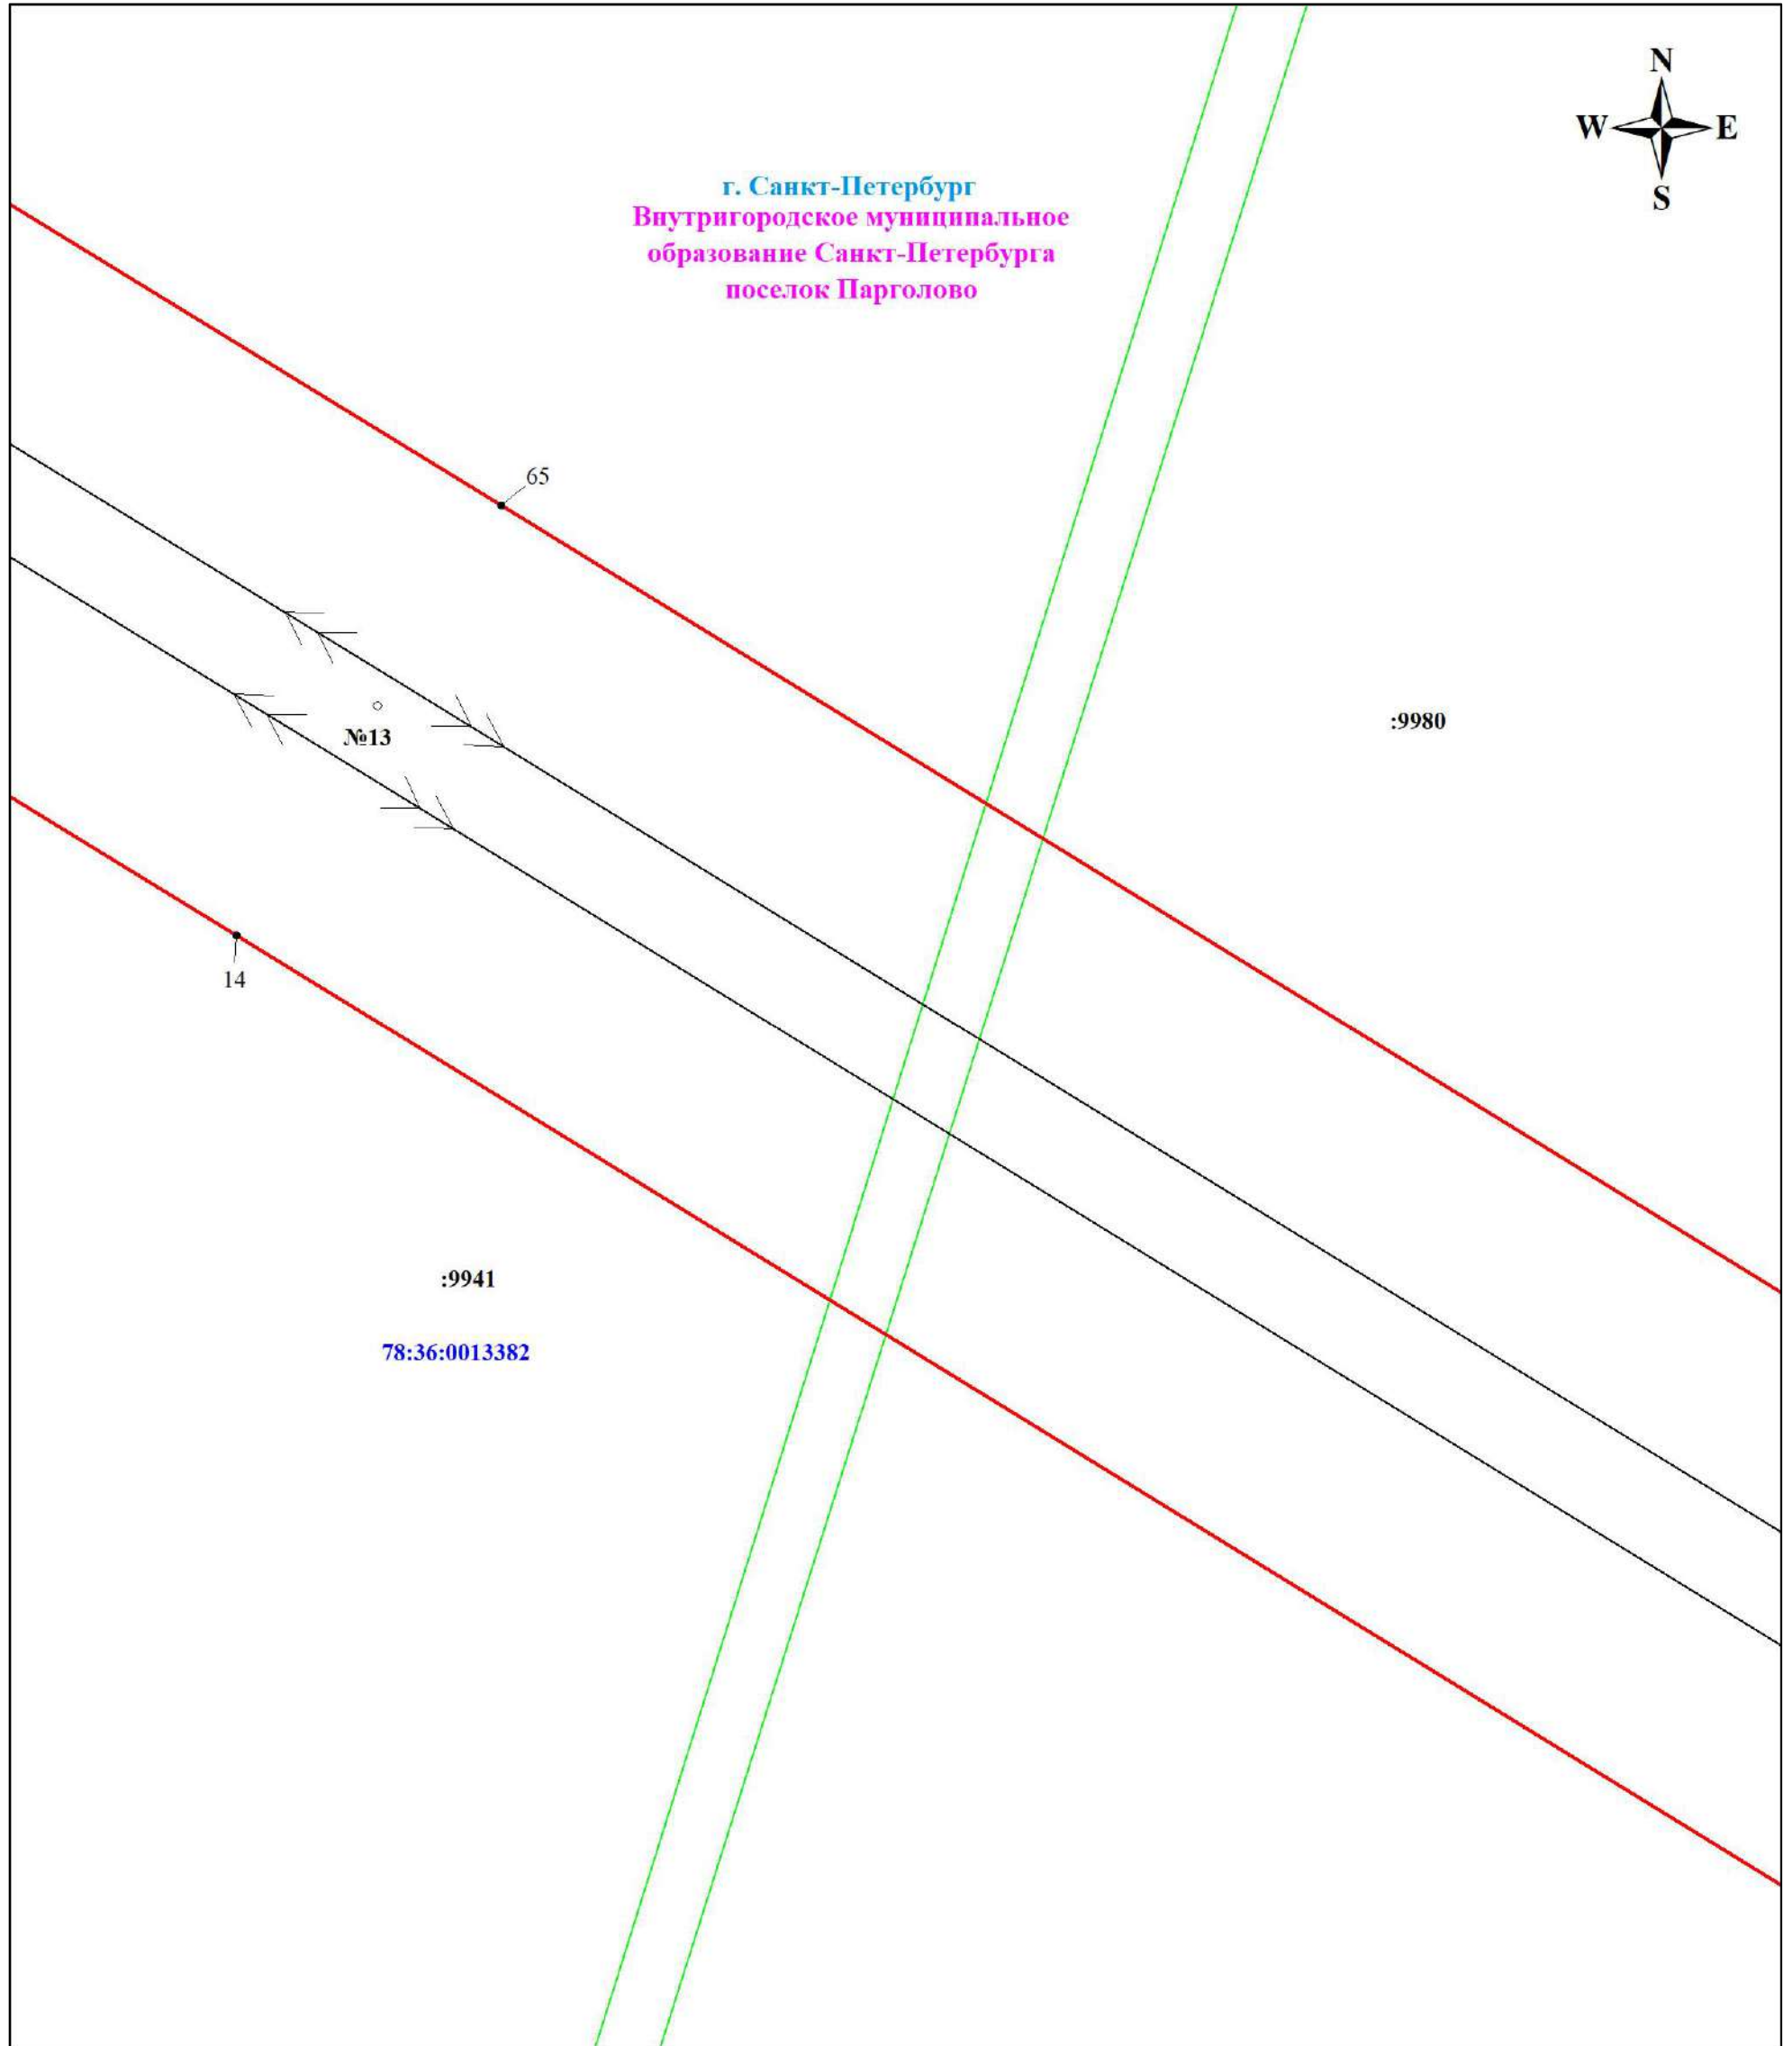 N
W E
S
г. Санкт-Петербург
Внутригородское муниципальное
образование Санкт-Петербурга
поселок Парголово
65
:9980
№13
14
:9941
78:36:0013382